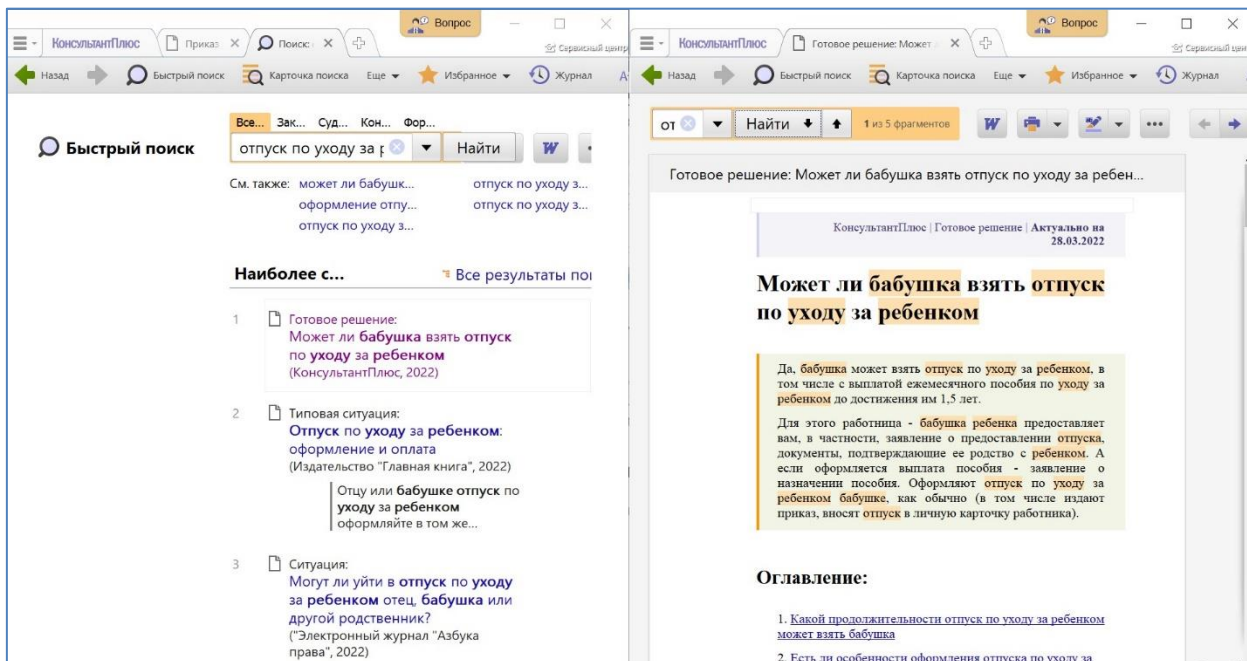 Вопрос
КонсультантПлюс
Приказ
Поиск:
Сервисный центр
Назад
Быстрый поиск
Карточка поиска
Еще
Избранное
Журнал
Все... Зак... Суд... Кон... Фор...
Быстрый поиск
отпуск по уходу за р
Найти
См. также: может ли бабушк... отпуск по уходу з...
оформление отпу... отпуск по уходу з...
отпуск по уходу з...
Наиболее с... Все результаты пои
1 Готовое решение:
Может ли бабушка взять отпуск
по уходу за ребенком
(КонсультантПлюс, 2022)
2 Типовая ситуация:
Отпуск по уходу за ребенком:
оформление и оплата
(Издательство "Главная книга", 2022)
Отцу или бабушке отпуск по
уходу за ребенком
оформляйте в том же...
3 Ситуация:
Могут ли уйти в отпуск по уходу
за ребенком отец, бабушка или
другой родственник?
("Электронный журнал "Азбука
права", 2022)
Вопрос
КонсультантПлюс
Готовое решение: Может
Сервисный цен
Назад
Быстрый поиск
Карточка поиска
Еще
Избранное
Журнал
от
Найти
1 из 5 фрагментов
Готовое решение: Может ли бабушка взять отпуск по уходу за ребен...
КонсультантПлюс | Готовое решение | Актуально на
28.03.2022
Может ли бабушка взять отпуск
по уходу за ребенком
Да, бабушка может взять отпуск по уходу за ребенком, в
том числе с выплатой ежемесячного пособия по уходу за
ребенком до достижения им 1,5 лет.
Для этого работница - бабушка ребенка предоставляет
вам, в частности, заявление о предоставлении отпуска,
документы, подтверждающие ее родство с ребенком. А
если оформляется выплата пособия - заявление о
назначении пособия. Оформляют отпуск по уходу за
ребенком бабушке, как обычно (в том числе издают
приказ, вносят отпуск в личную карточку работника).
Оглавление:
1. Какой продолжительности отпуск по уходу за ребенком
может взять бабушка
2. Есть ли особенности оформления отпуска по уходу за